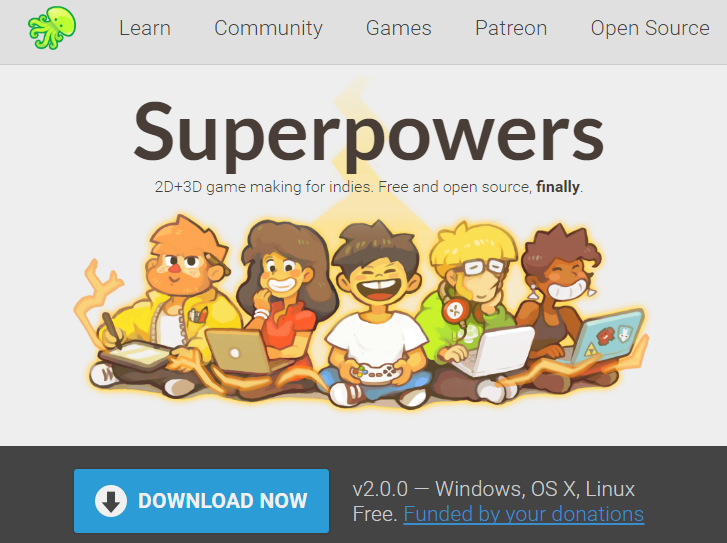 Learn Community Games Patreon Open Source
Superpowers
2D+3D game making for indies. Free and open source, finally.
DOWNLOAD NOW
v2.0.0 — Windows, OS X, Linux
Free. Funded by your donations